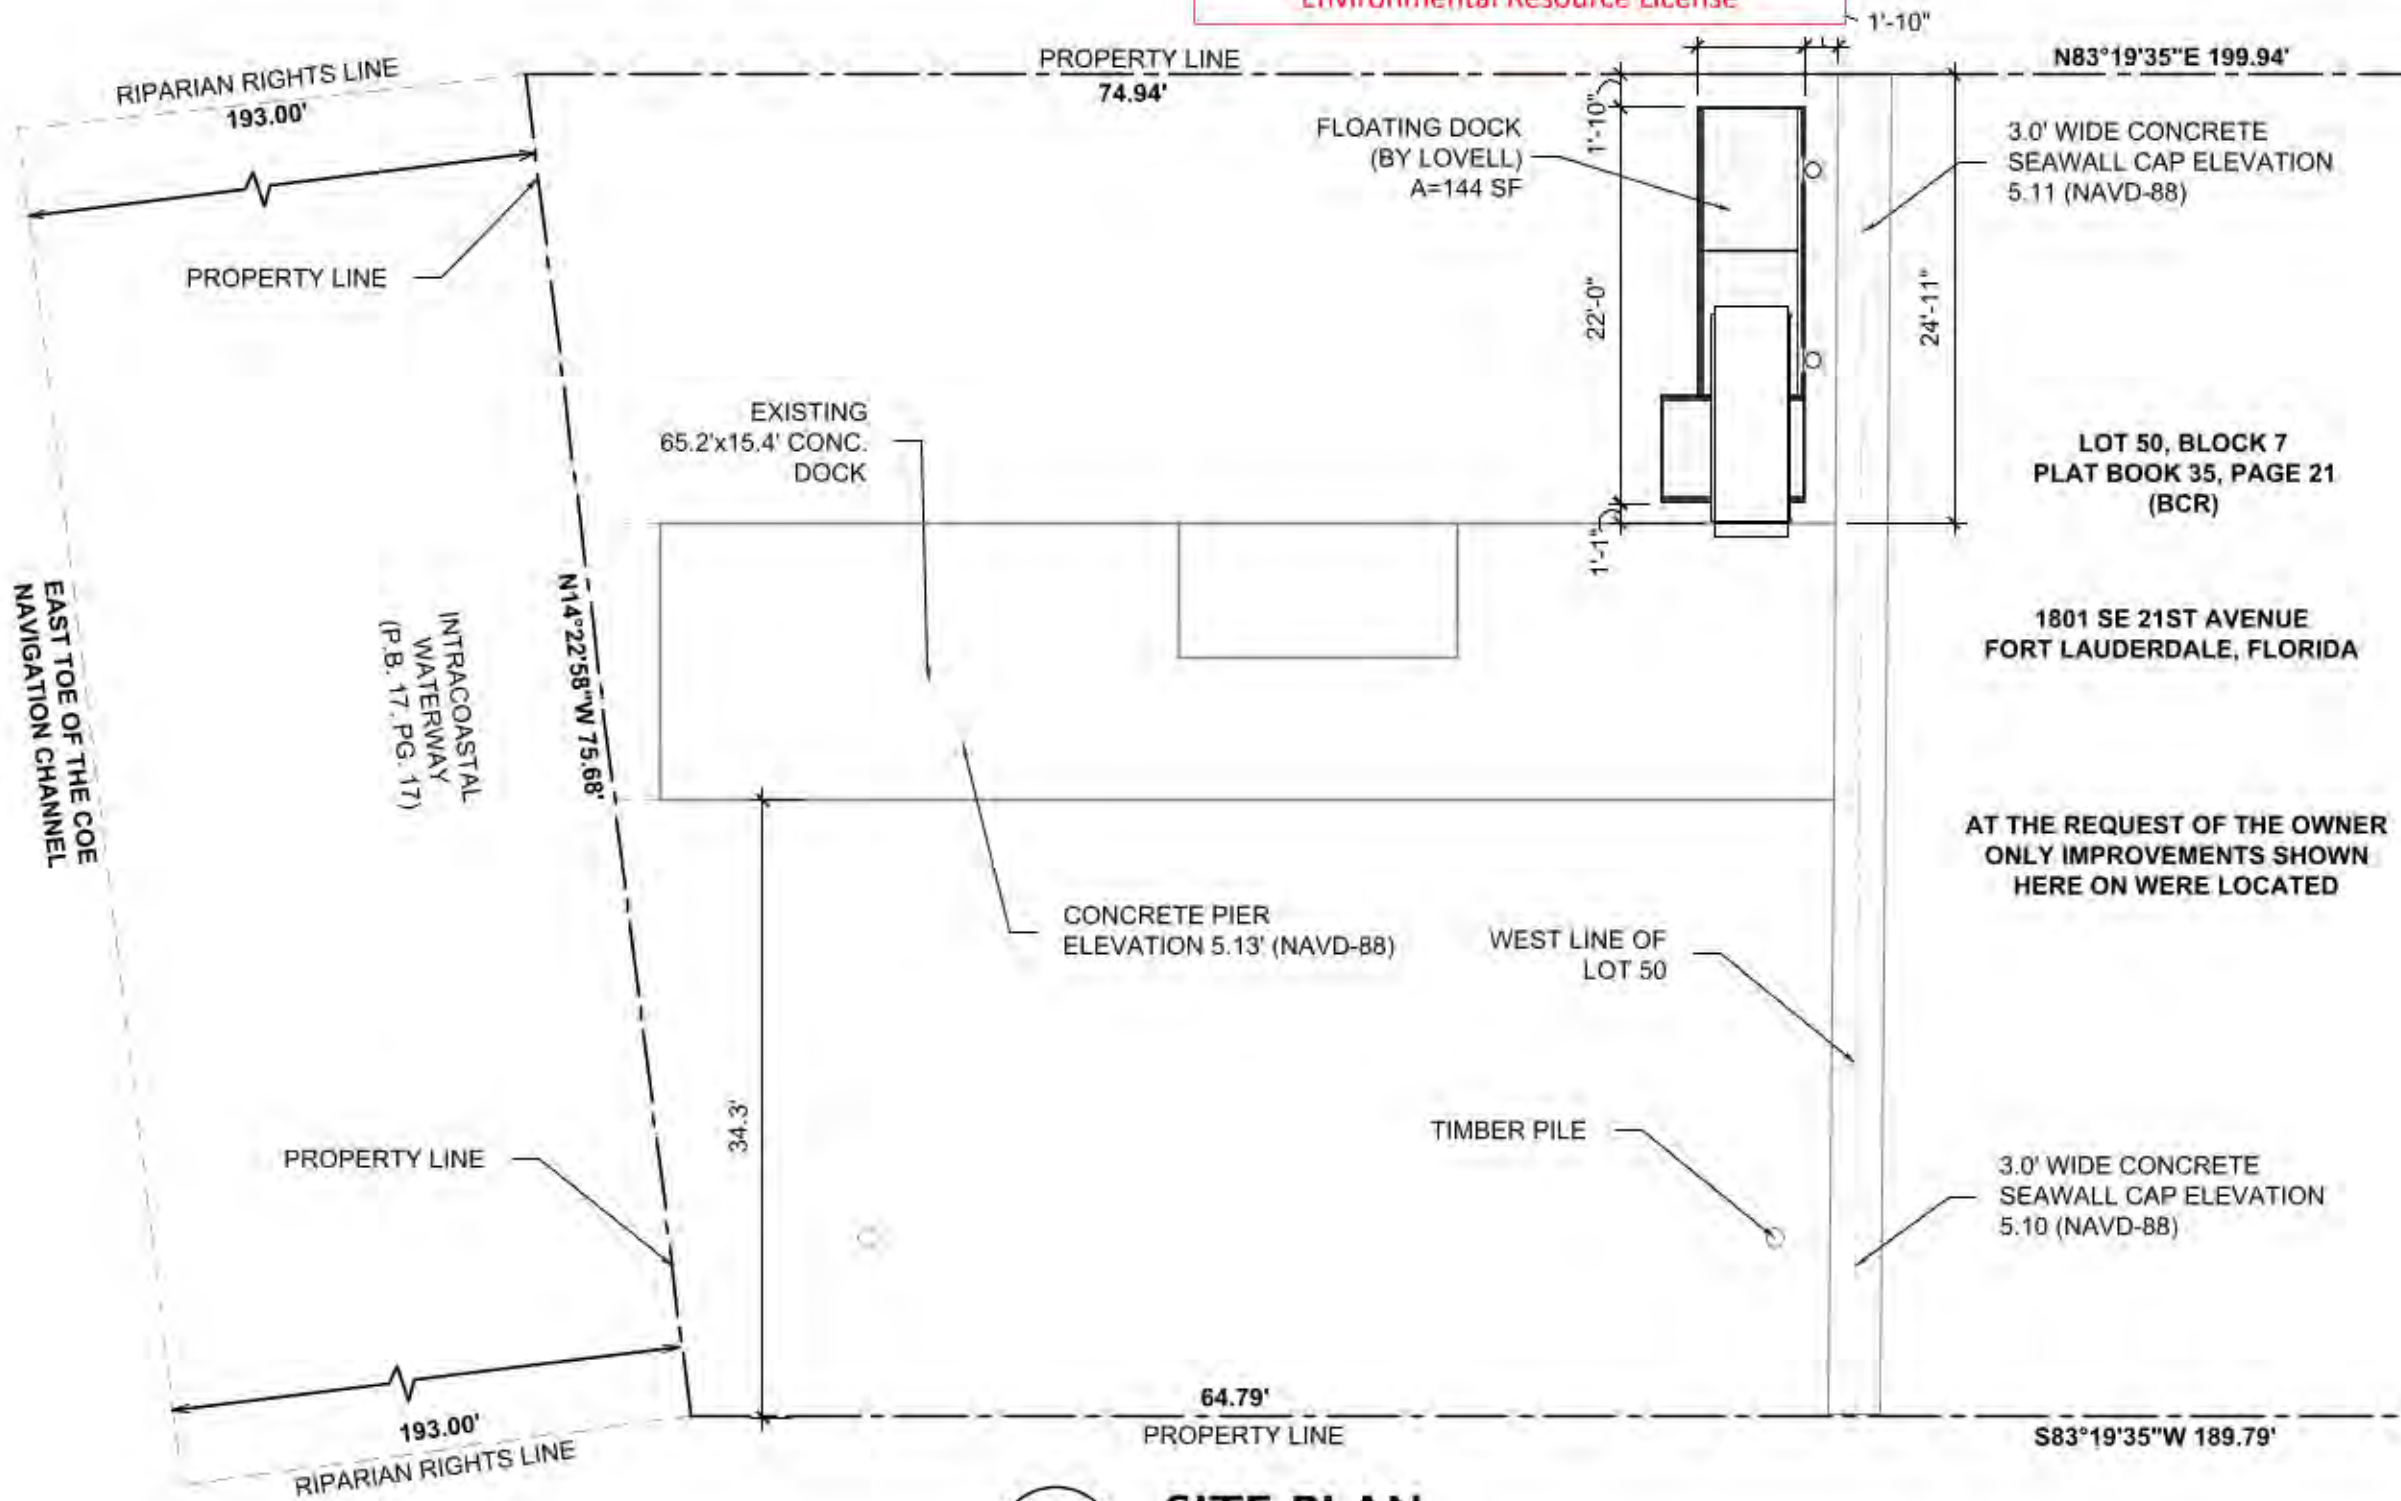 Environmental Resource License
1'-10"
RIPARIAN RIGHTS LINE
193.00'
PROPERTY LINE
74.94'
N83°19'35"E 199.94'
FLOATING DOCK
(BY LOVELL)
A=144 SF
1'-10"
3.0' WIDE CONCRETE
SEAWALL CAP ELEVATION
5.11 (NAVD-88)
PROPERTY LINE
22'-0"
24'-11"
EXISTING
65.2'x15.4' CONC.
DOCK
LOT 50, BLOCK 7
PLAT BOOK 35, PAGE 21
(BCR)
1'-1"
EAST TOE OF THE COE
NAVIGATION CHANNEL
INTRACOASTAL
WATERWAY
(P.B. 17, PG. 17)
N14°22'58"W 75.68'
1801 SE 21ST AVENUE
FORT LAUDERDALE, FLORIDA
AT THE REQUEST OF THE OWNER
ONLY IMPROVEMENTS SHOWN
HERE ON WERE LOCATED
CONCRETE PIER
ELEVATION 5.13' (NAVD-88)
WEST LINE OF
LOT 50
34.3'
TIMBER PILE
PROPERTY LINE
3.0' WIDE CONCRETE
SEAWALL CAP ELEVATION
5.10 (NAVD-88)
193.00'
RIPARIAN RIGHTS LINE
64.79'
PROPERTY LINE
S83°19'35"W 189.79'
SITE PLAN